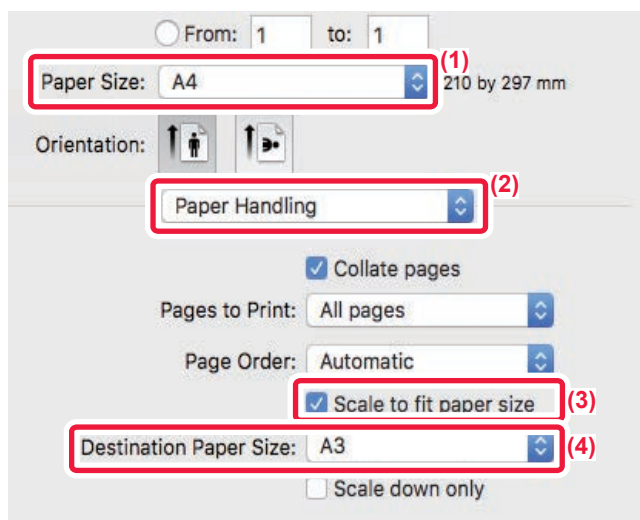 From: 1 to: 1
(1)
Paper Size: A4 210 by 297 mm
Orientation:
(2)
Paper Handling
Collate pages
Pages to Print: All pages
Page Order: Automatic
Scale to fit paper size (3)
Destination Paper Size: A3 (4)
Scale down only